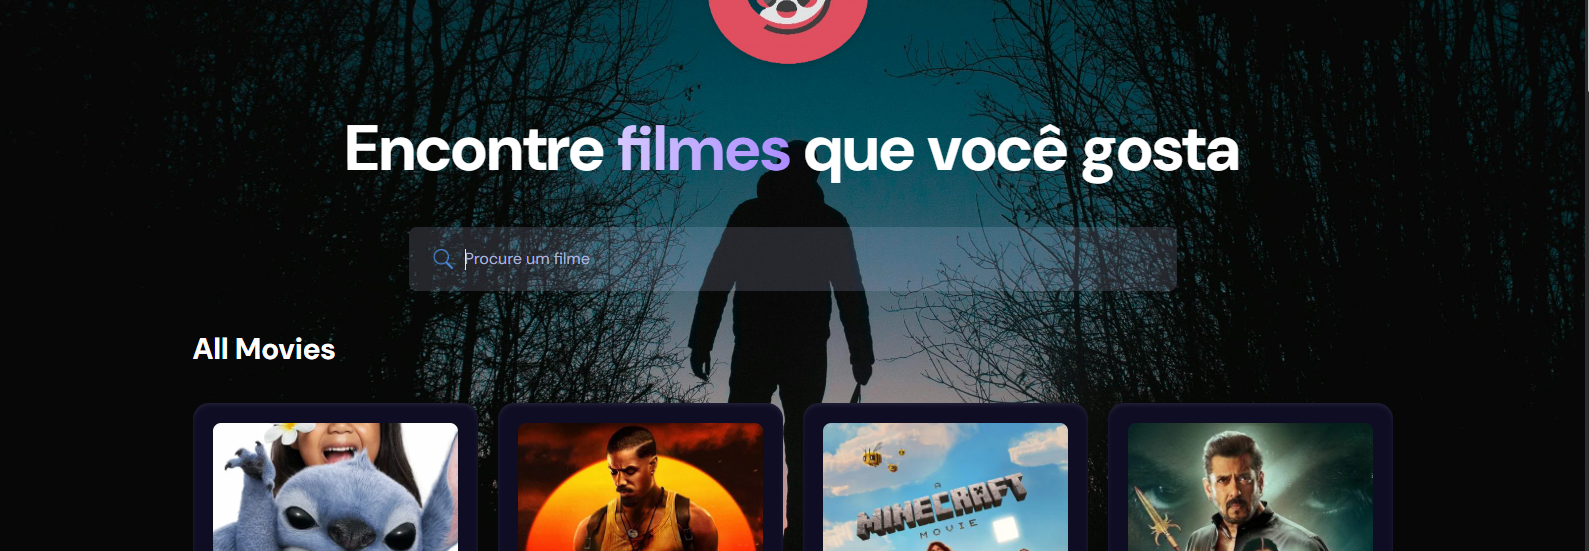 Encontre filmes que você gosta
Procure um filme
All Movies
A
MINECRAFT
MOVIE